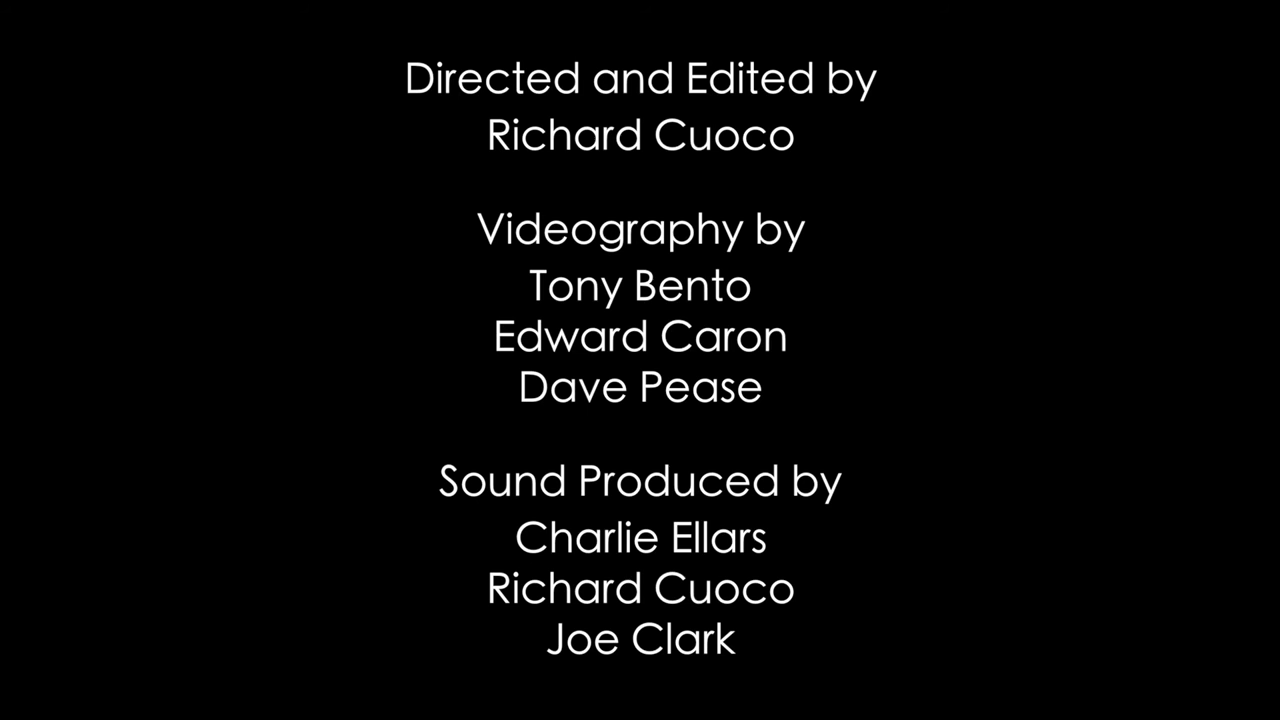 Directed and Edited by
Richard Cuoco
Videography by
Tony Bento
Edward Caron
Dave Pease
Sound Produced by
Charlie Ellars
Richard Cuoco
Joe Clark